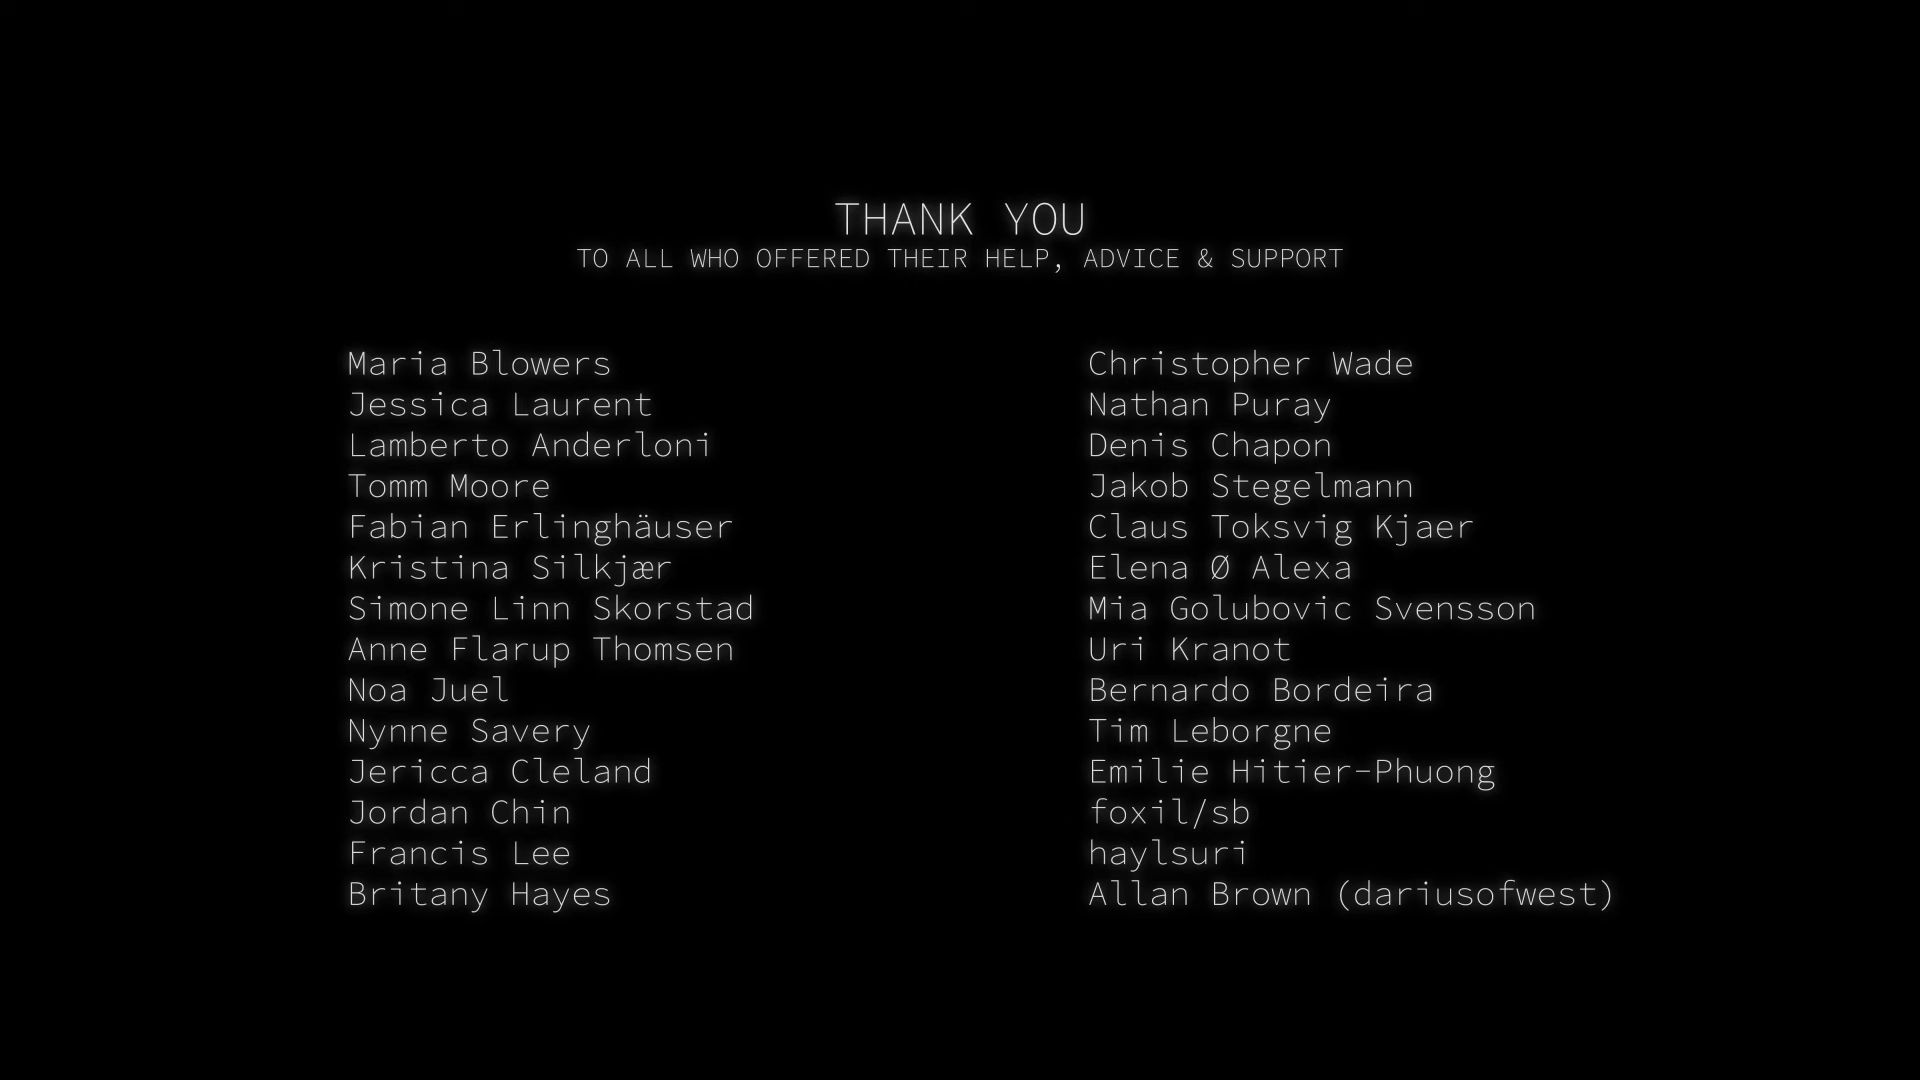 THANK YOU
TO ALL WHO OFFERED THEIR HELP, ADVICE & SUPPORT
Maria Blowers
Jessica Laurent
Lamberto Anderloni
Tomm Moore
Fabian Erlinghäuser
Kristina Silkjær
Simone Linn Skorstad
Anne Flarup Thomsen
Noa Juel
Nynne Savery
Jericca Cleland
Jordan Chin
Francis Lee
Britany Hayes
Christopher Wade
Nathan Puray
Denis Chapon
Jakob Stegelmann
Claus Toksvig Kjaer
Elena Ø Alexa
Mia Golubovic Svensson
Uri Kranot
Bernardo Bordeira
Tim Leborgne
Emilie Hitier-Phuong
foxil/sb
haylsuri
Allan Brown (dariusofwest)